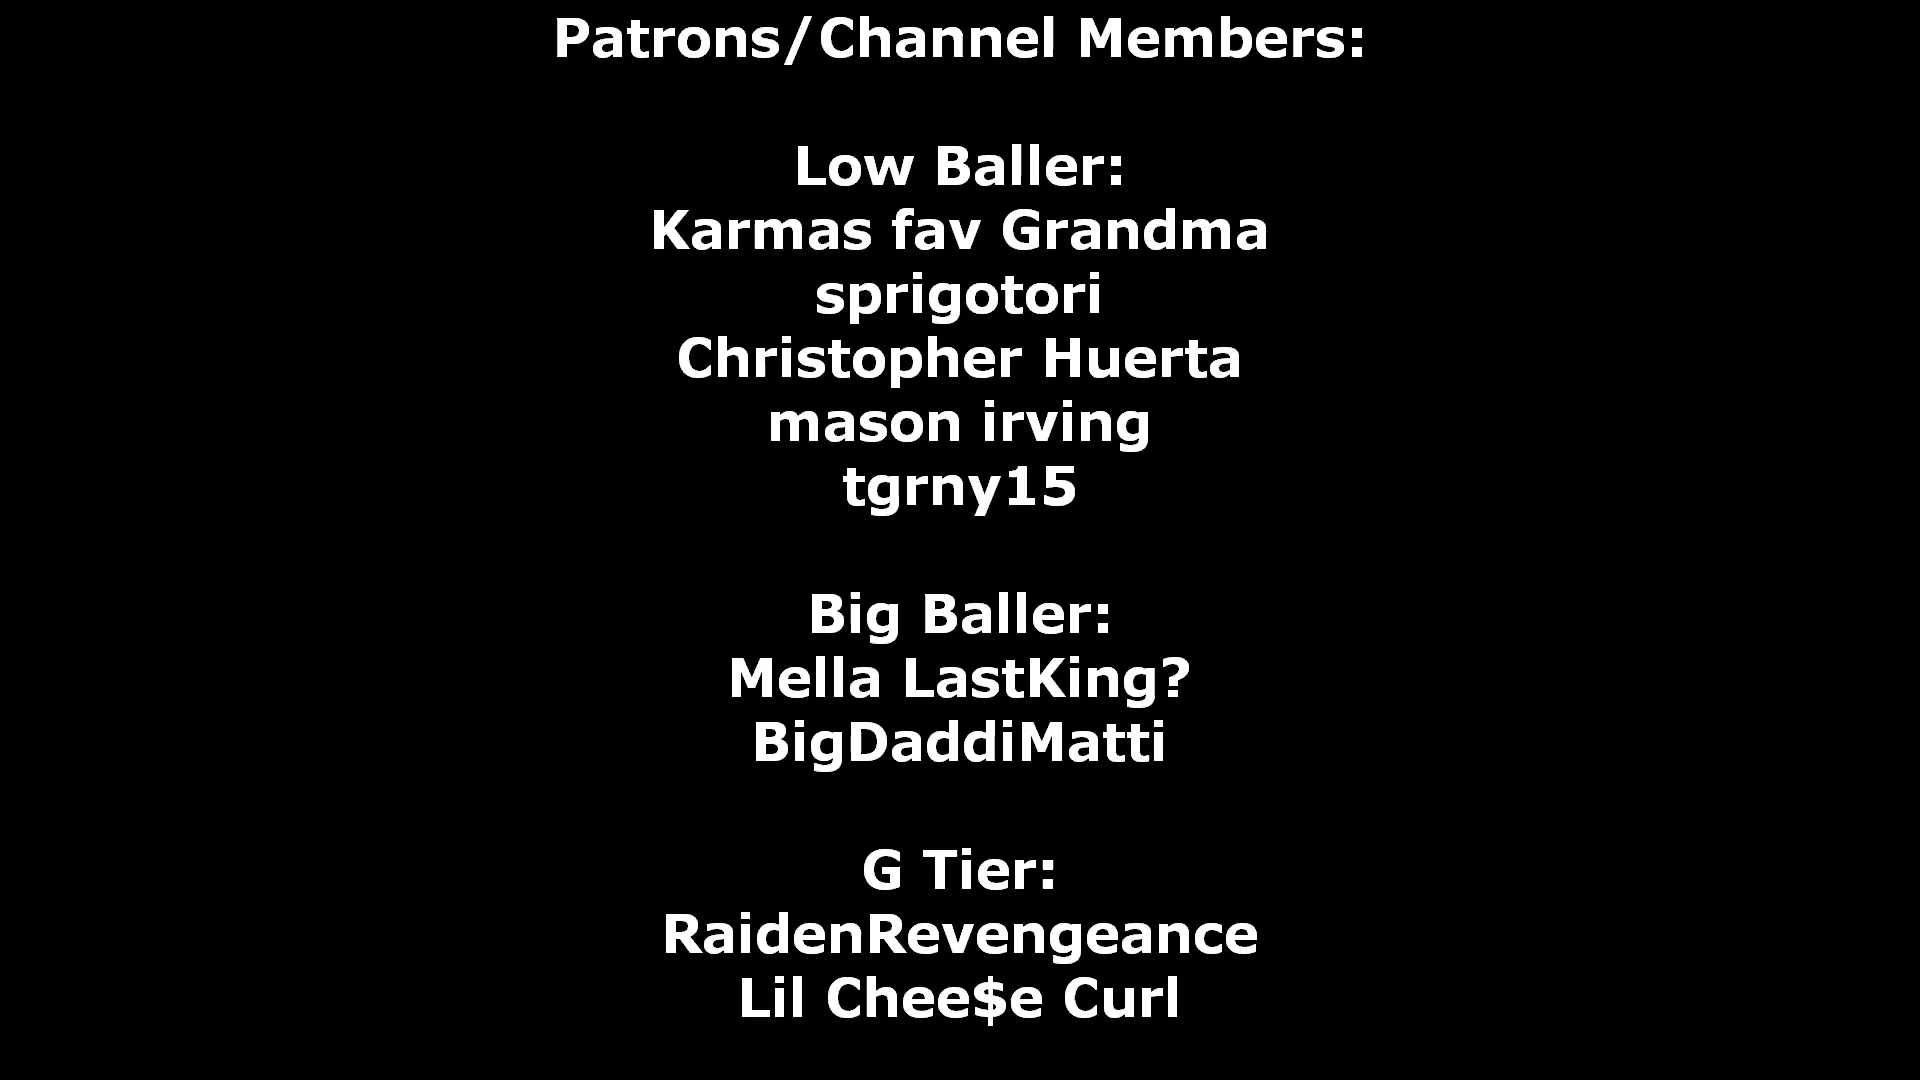 Patrons/Channel Members:
Low Baller:
Karmas fav Grandma
sprigotori
Christopher Huerta
mason irving
tgrny15
Big Baller:
Mella LastKing?
BigDaddiMatti
G Tier:
RaidenRevengeance
Lil Chee$e Curl